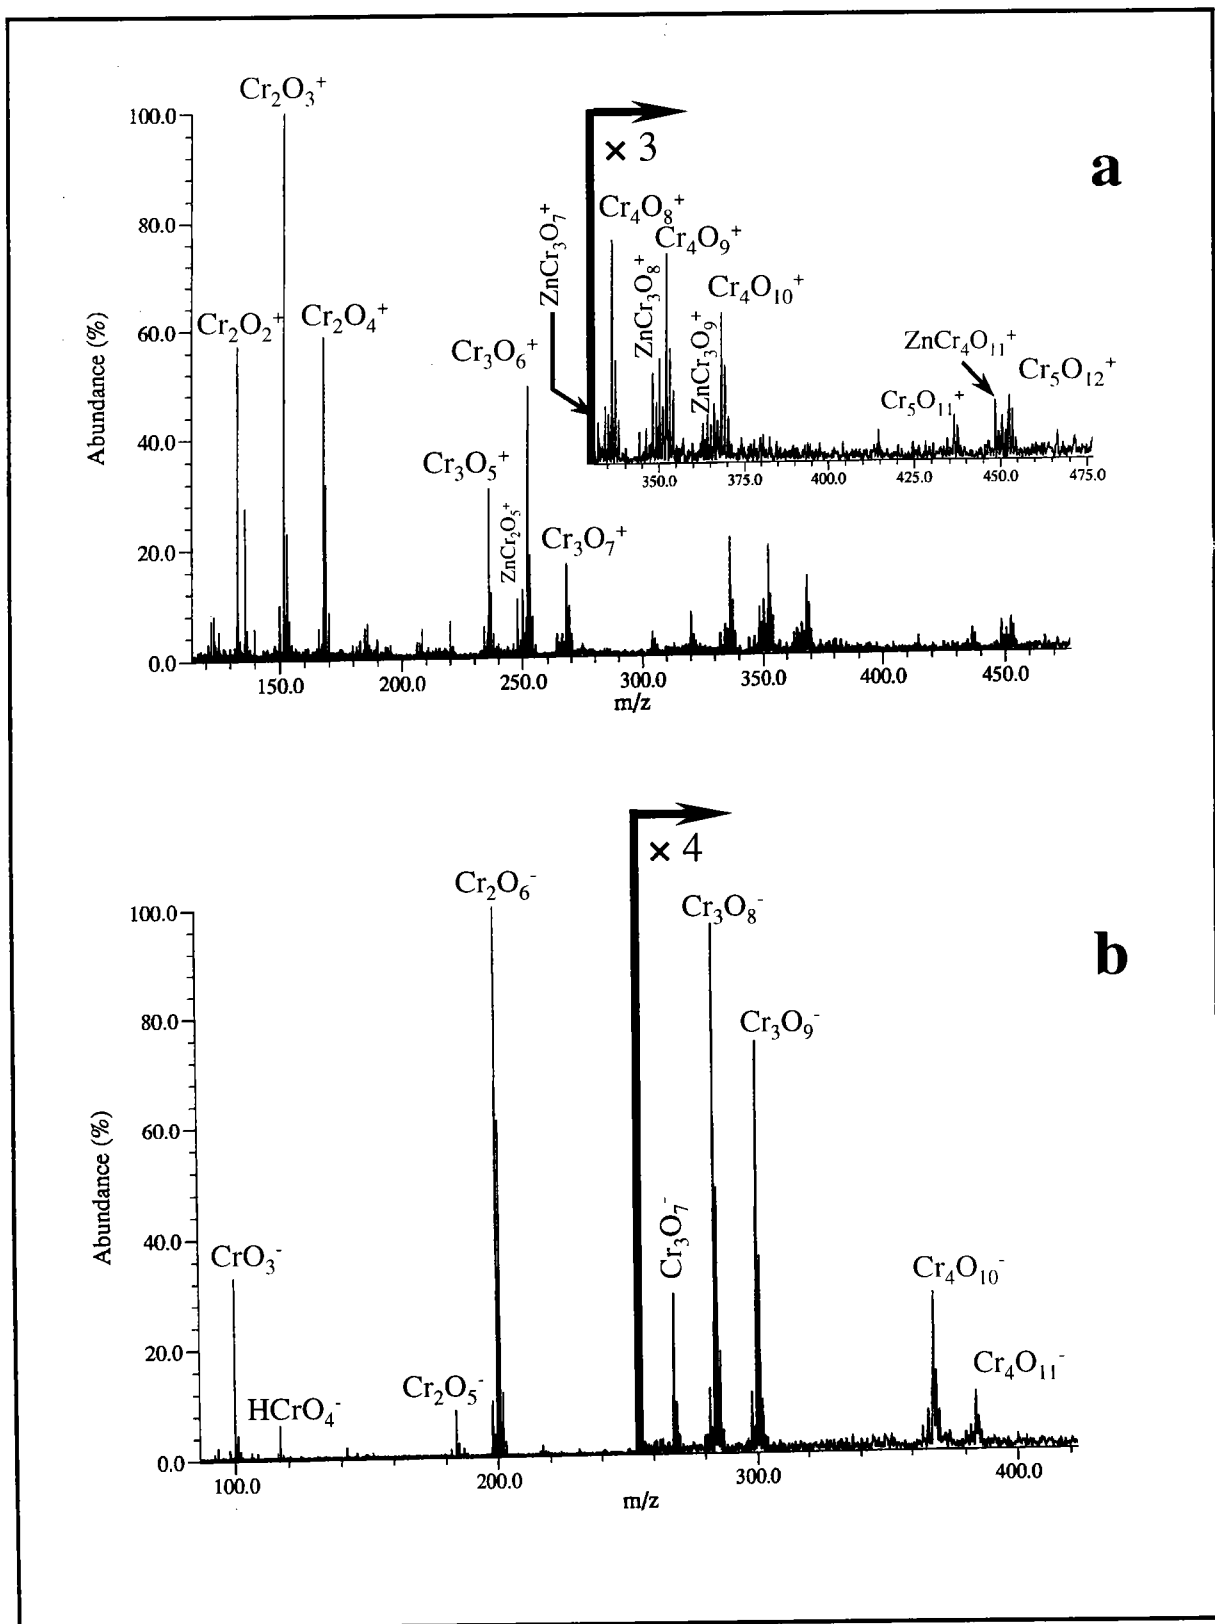 Cr₂O₃⁺
100.0
× 3
a
80.0
ZnCr₃O₇⁺
Cr₄O₈⁺
Cr₄O₉⁺
ZnCr₃O₈⁺
Cr₄O₁₀⁺
ZnCr₃O₉⁺
Cr₂O₂⁺
Cr₂O₄⁺
60.0
Cr₃O₆⁺
ZnCr₄O₁₁⁺
Cr₅O₁₂⁺
Cr₅O₁₁⁺
Abundance (%)
40.0
Cr₃O₅⁺
350.0 375.0 400.0 425.0 450.0 475.0
ZnCr₂O₅⁺
Cr₃O₇⁺
20.0
0.0
150.0 200.0 250.0 300.0 350.0 400.0 450.0
m/z
× 4
Cr₂O₆⁻
Cr₃O₈⁻
100.0
b
80.0
Cr₃O₉⁻
60.0
Abundance (%)
40.0
CrO₃⁻
Cr₃O₇⁻
Cr₄O₁₀⁻
20.0
Cr₂O₅⁻
Cr₄O₁₁⁻
HCrO₄⁻
0.0
100.0 200.0 300.0 400.0
m/z